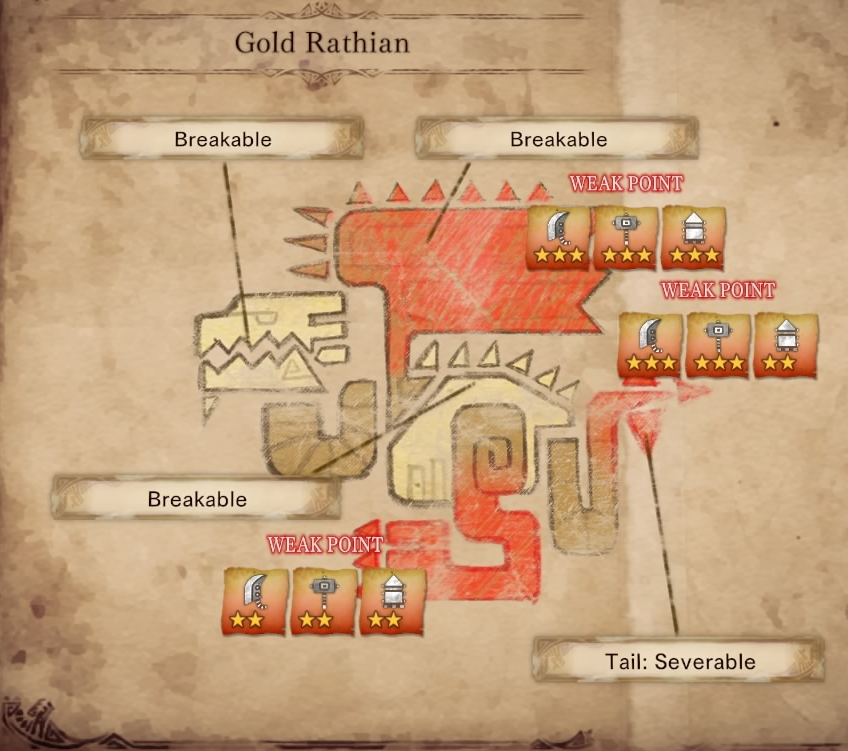 Gold Rathian
Breakable
Breakable
WEAK POINT
WEAK POINT
Breakable
WEAK POINT
Tail: Severable